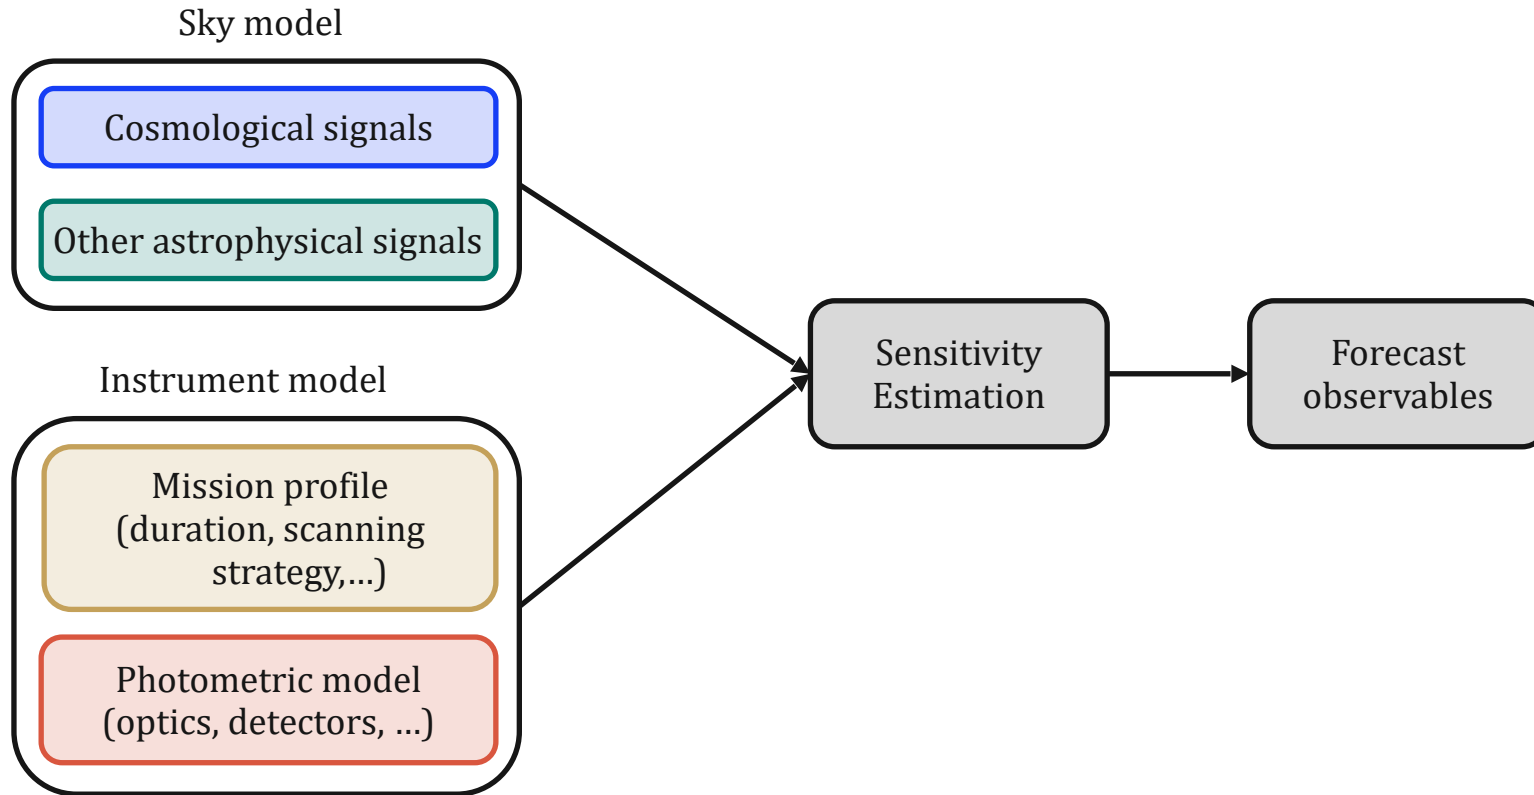 Sky model
Cosmological signals
Other astrophysical signals
Instrument model
Mission profile
(duration, scanning
strategy,...)
Photometric model
(optics, detectors, ...)
Sensitivity
Estimation
Forecast
observables